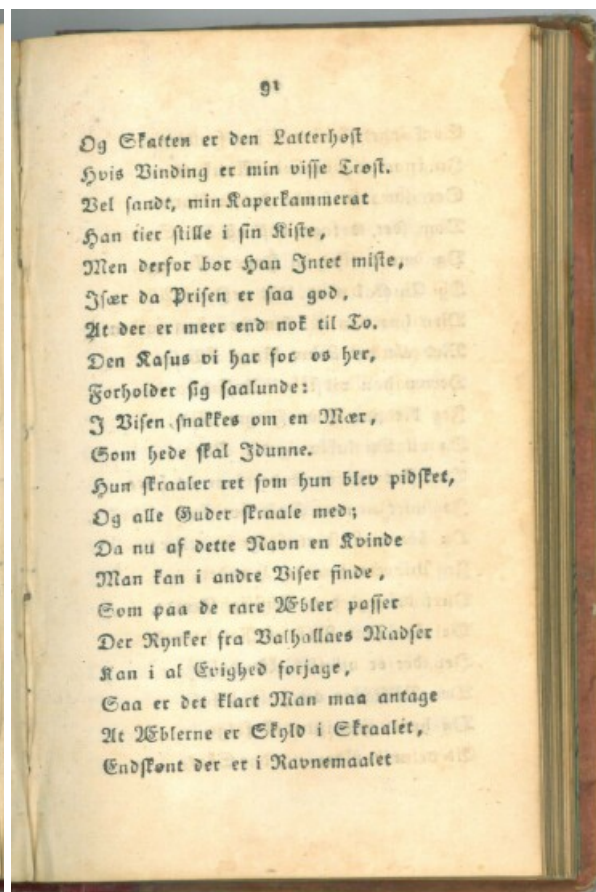 91
Og Skatten er den Latterhøst
Hvis Vinding er min visse Trøst.
Vel sandt, min Kaperkammerat
Han tier stille i sin Kiste,
Men derfor bør Han Intet miste,
Især da Prisen er saa god,
At der er meer end nok til To.
Den Kasus vi har for os her,
Forholder sig saalunde:
I Visen snakkes om en Mær,
Som hede skal Idunne.
Hun skraaler ret som hun blev pidsket,
Og alle Guder skraale med;
Da nu af dette Navn en Kvinde
Man kan i andre Viser finde,
Som paa de rare Æbler passer
Der Rynker fra Valhallaes Madser
Kan i al Evighed forjage,
Saa er det klart Man maa antage
At Æblerne er Skyld i Skraalet,
Endskønt der er i Ravnemaalet